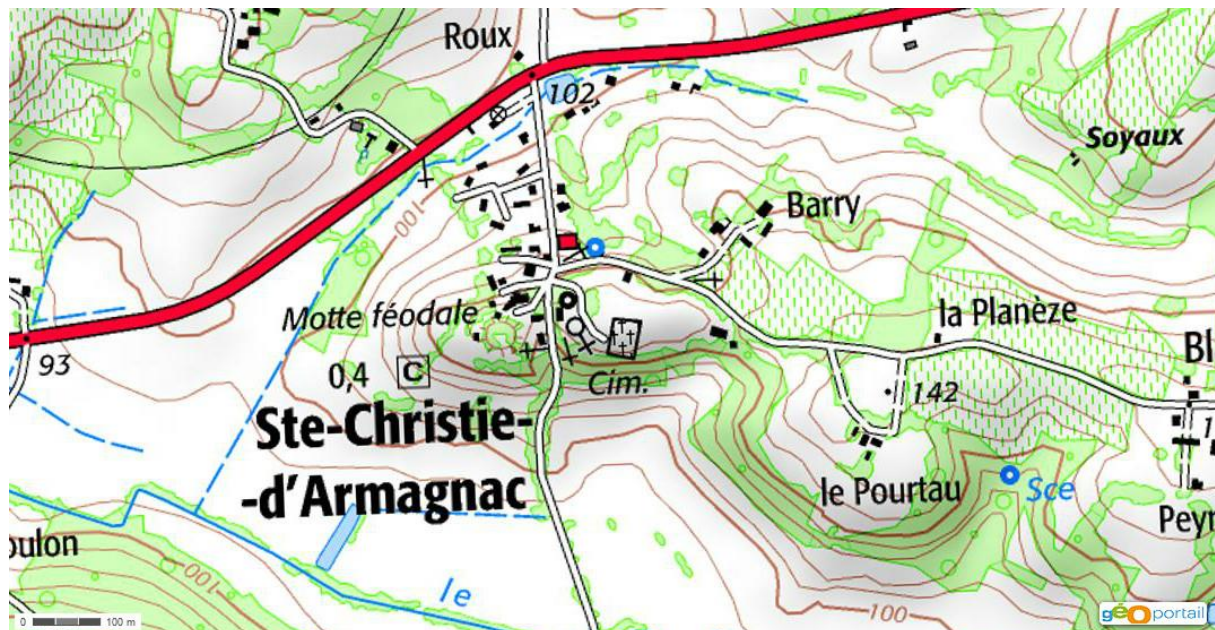 Roux
102
Soyaux
100
Barry
Motte féodale
la Planèze
Bl
93
0,4
C
Cim.
142
Ste-Christie-
-d'Armagnac
le Pourtau
Sce
Peyr
oulon
100
le
100
0
100 m
géoportail